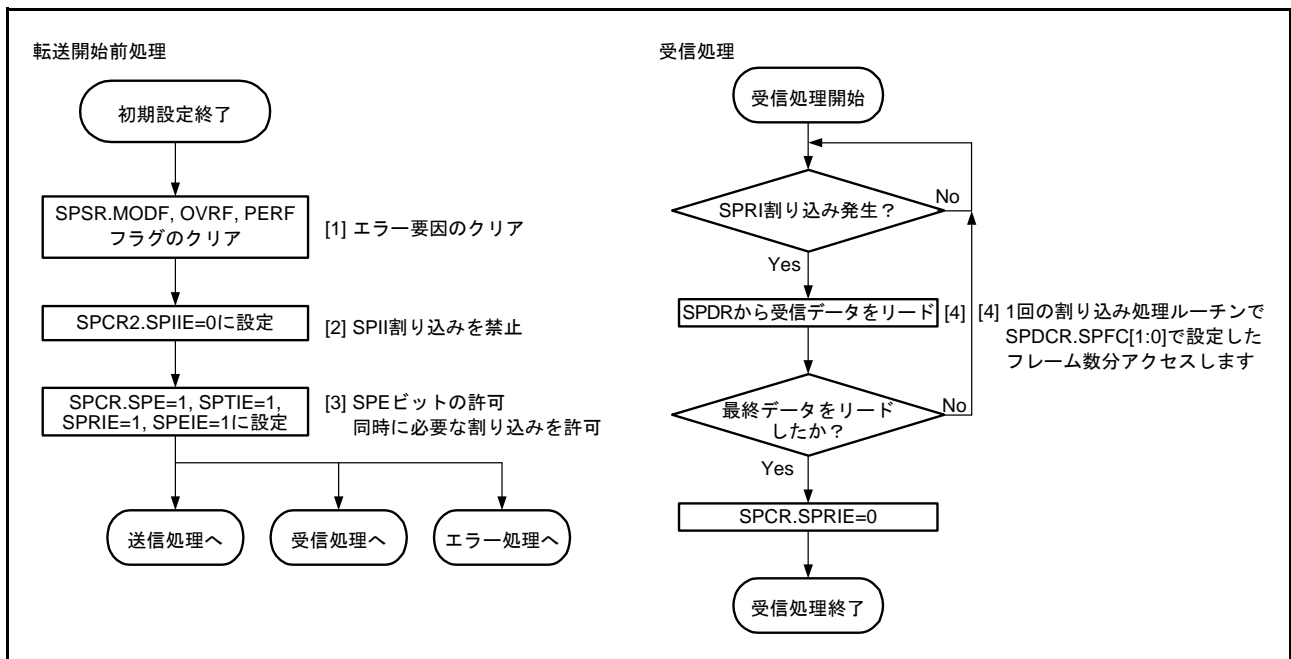 転送開始前処理
初期設定終了
SPSR.MODF, OVRF, PERF
フラグのクリア
[1] エラー要因のクリア
SPCR2.SPIIE=0に設定
[2] SPII割り込みを禁止
SPCR.SPE=1, SPTIE=1,
SPRIE=1, SPEIE=1に設定
[3] SPEビットの許可
同時に必要な割り込みを許可
送信処理へ
受信処理へ
エラー処理へ
受信処理
受信処理開始
SPRI割り込み発生?
No
Yes
SPDRから受信データをリード
[4]
[4] 1回の割り込み処理ルーチンで
SPDCR.SPFC[1:0]で設定した
フレーム数分アクセスします
最終データをリード
したか?
No
Yes
SPCR.SPRIE=0
受信処理終了